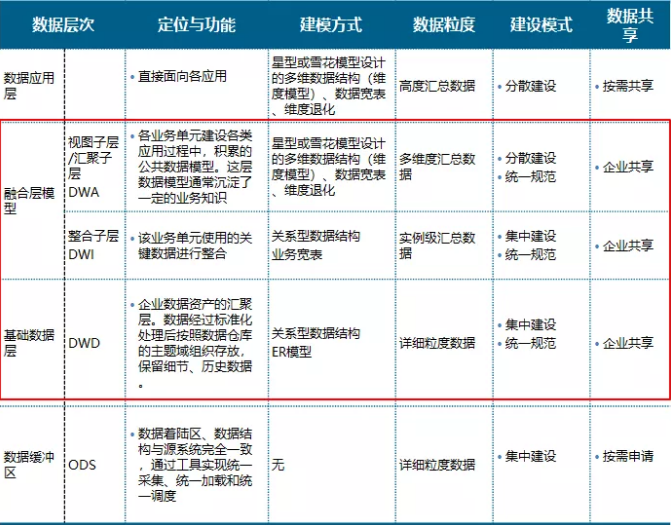 数据层次
定位与功能
建模方式
数据粒度
建设模式
数据共
享
数据应用
层
• 直接面向各应用
星型或雪花模型设计
的多维数据结构（维
度模型）、数据宽表
、维度退化
高度汇总数据
• 分散建设
• 按需共享
融合层模
型
视图子层
/汇聚子
层
DWA
• 各业务单元建设各类
应用过程中，积累的
公共数据模型。这层
数据模型通常沉淀了
一定的业务知识
星型或雪花模型设计
的多维数据结构（维
度模型）、数据宽表
、维度退化
多维度汇总数
据
• 分散建设
• 统一规范
• 企业共享
整合子层
DWI
• 该业务单元使用的关
键数据进行整合
关系型数据结构
业务宽表
实例级汇总数
据
• 集中建设
• 统一规范
• 企业共享
基础数据
层
DWD
• 企业数据资产的汇聚
层。数据经过标准化
处理后按照数据仓库
的主题域组织存放，
保留细节、历史数据
。
关系型数据结构
ER模型
详细粒度数据
• 集中建设
• 统一规范
• 企业共享
数据缓冲
区
ODS
• 数据着陆区、数据结
构与源系统完全一致
，通过工具实现统一
采集、统一加载和统
一调度
无
详细粒度数据
• 集中建设
• 按需申请